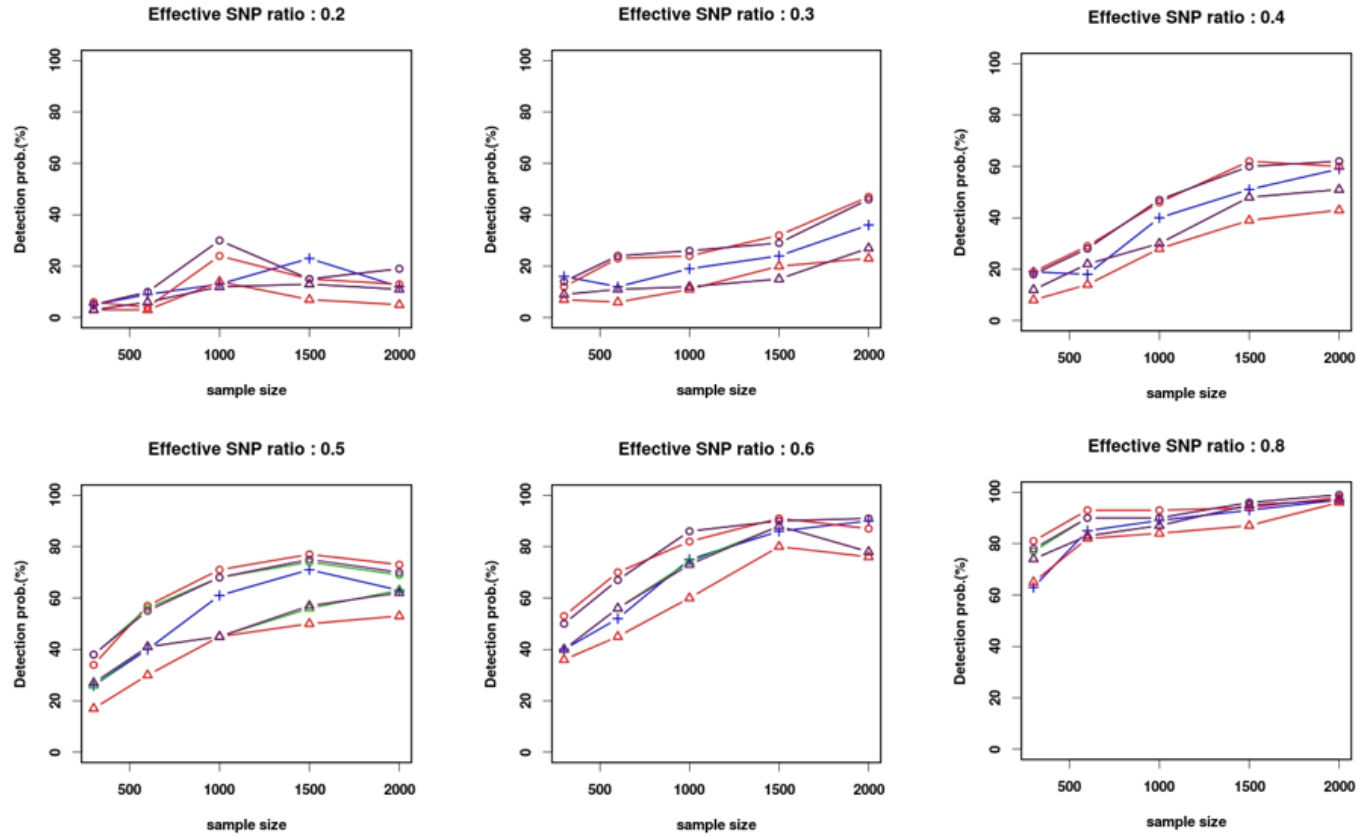 Effective SNP ratio : 0.2
Detection prob.(%)
100
80
60
40
20
0
500 1000 1500 2000
sample size
Effective SNP ratio : 0.3
Detection prob.(%)
100
80
60
40
20
0
500 1000 1500 2000
sample size
Effective SNP ratio : 0.4
Detection prob.(%)
100
80
60
40
20
0
500 1000 1500 2000
sample size
Effective SNP ratio : 0.5
Detection prob.(%)
100
80
60
40
20
0
500 1000 1500 2000
sample size
Effective SNP ratio : 0.6
Detection prob.(%)
100
80
60
40
20
0
500 1000 1500 2000
sample size
Effective SNP ratio : 0.8
Detection prob.(%)
100
80
60
40
20
0
500 1000 1500 2000
sample size